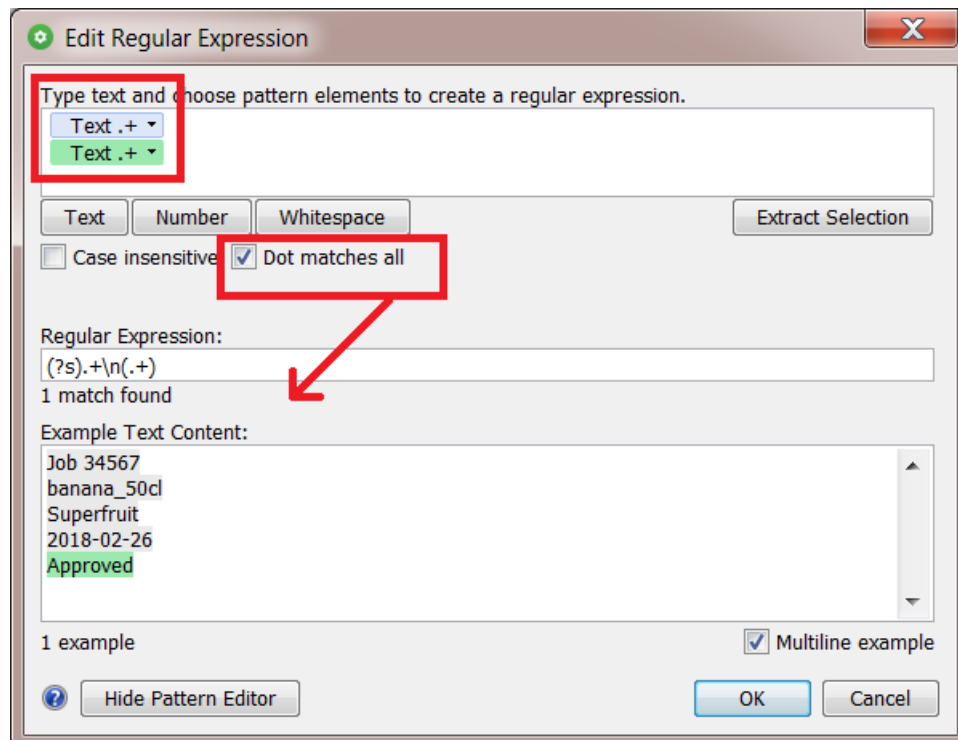 Edit Regular Expression
X
Type text and choose pattern elements to create a regular expression.
Text .+
Text .+
Text Number Whitespace Extract Selection
Case insensitive Dot matches all
Regular Expression:
(?s).+\n(.+)
1 match found
Example Text Content:
Job 34567
banana_50cl
Superfruit
2018-02-26
Approved
1 example Multiline example
? Hide Pattern Editor OK Cancel